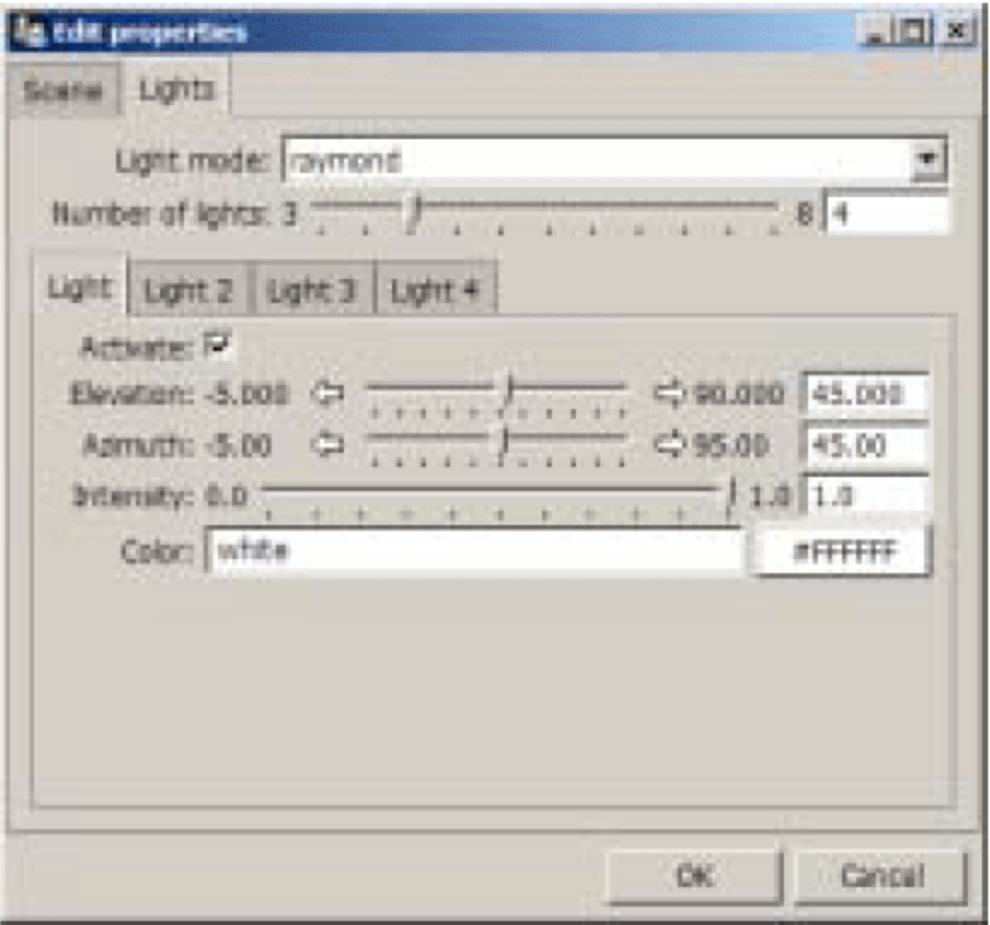 Edit properties
Scene Lights
Light mode: raymond
Number of lights: 3 8 4
Light Light 2 Light 3 Light 4
Activate:
Elevation: -5.000 90.000 45.000
Azimuth: -5.00 95.00 45.00
Intensity: 0.0 1.0 1.0
Color: white #FFFFFF
OK Cancel